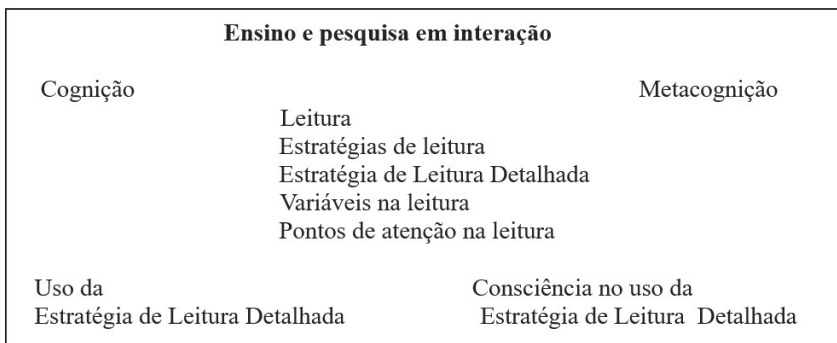 Ensino e pesquisa em interação
Cognição Metacognição
Leitura
Estratégias de leitura
Estratégia de Leitura Detalhada
Variáveis na leitura
Pontos de atenção na leitura
Uso da Consciência no uso da
Estratégia de Leitura Detalhada Estratégia de Leitura Detalhada